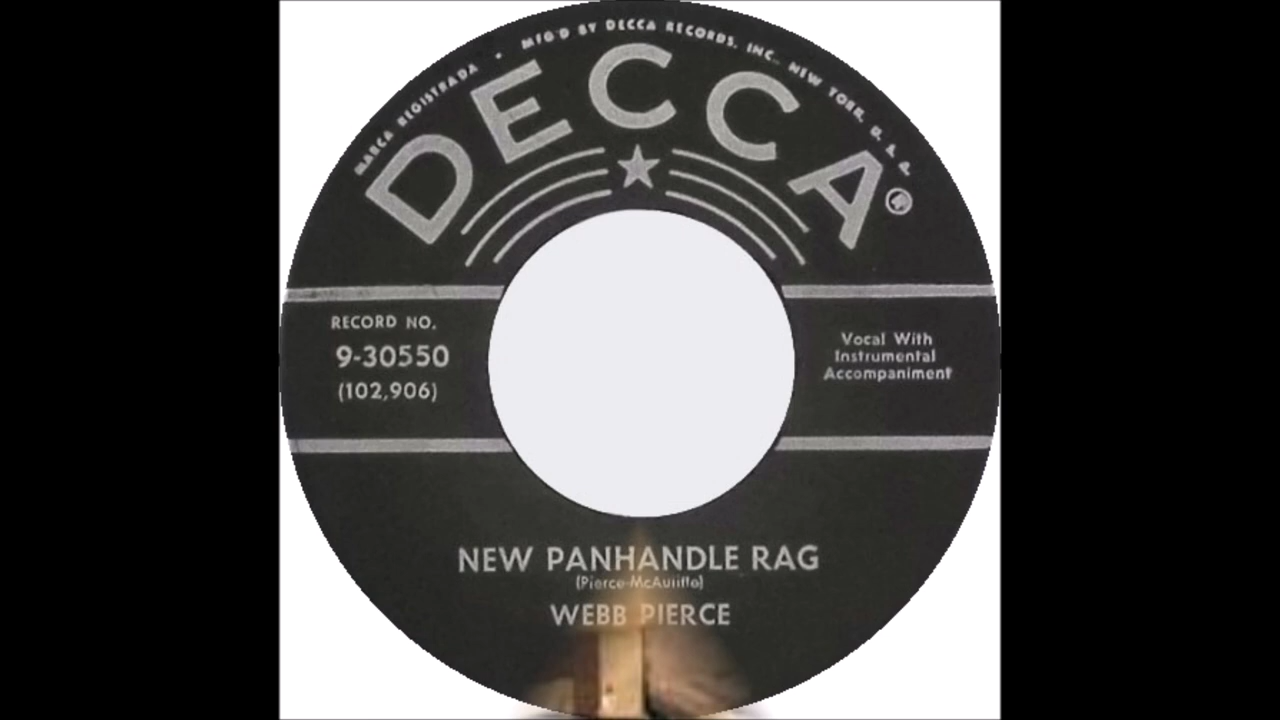 MARCA REGISTRADA • MFG'D BY DECCA RECORDS, INC., NEW YORK, U. S. A.
DECCA®
RECORD NO.
9-30550
(102,906)
Vocal With
Instrumental
Accompaniment
NEW PANHANDLE RAG
(Pierce-McAuliffe)
WEBB PIERCE